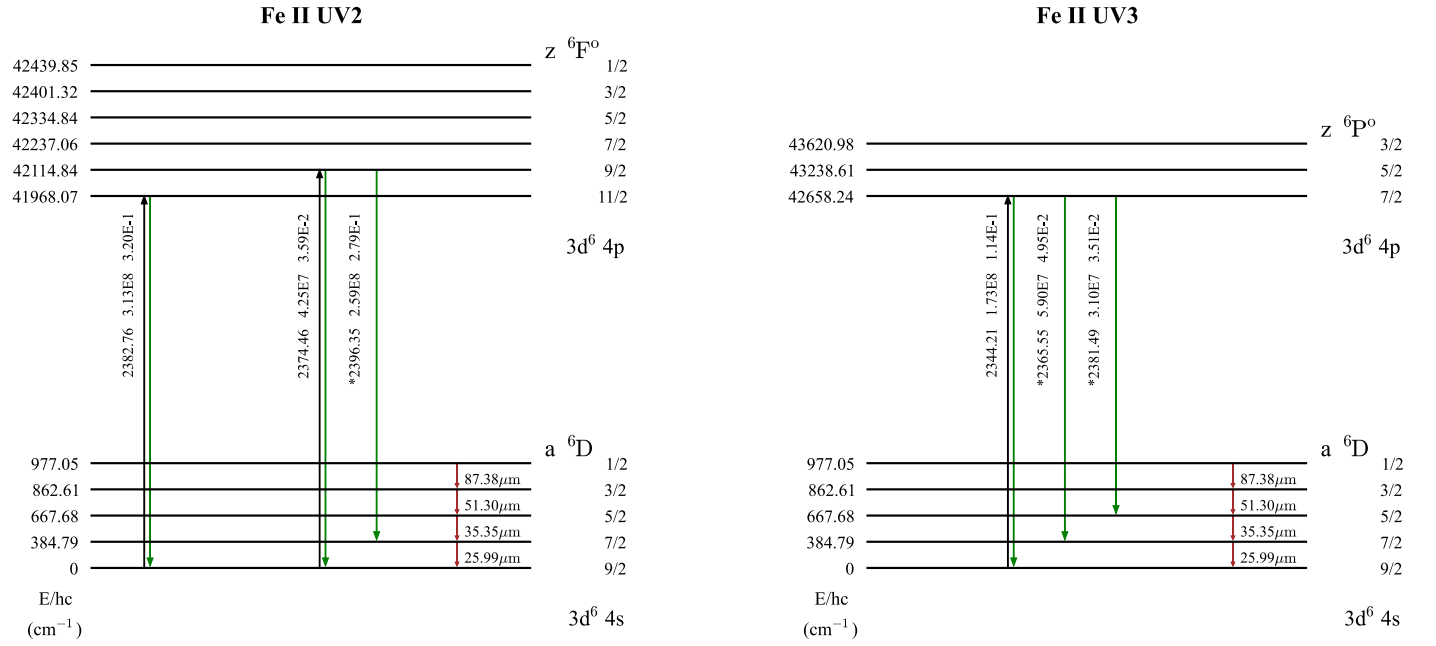 Fe II UV2
z ⁶Fᵒ
42439.85 1/2
42401.32 3/2
42334.84 5/2
42237.06 7/2
42114.84 9/2
41968.07 11/2
3d⁶ 4p
2382.76 3.13E8 3.20E-1
2374.46 4.25E7 3.59E-2
*2396.35 2.59E8 2.79E-1
a ⁶D
977.05 1/2
87.38μm
862.61 3/2
51.30μm
667.68 5/2
35.35μm
384.79 7/2
25.99μm
0 9/2
E/hc
(cm⁻¹)
3d⁶ 4s
Fe II UV3
z ⁶Pᵒ
43620.98 3/2
43238.61 5/2
42658.24 7/2
3d⁶ 4p
2344.21 1.73E8 1.14E-1
*2365.55 5.90E7 4.95E-2
*2381.49 3.10E7 3.51E-2
a ⁶D
977.05 1/2
87.38μm
862.61 3/2
51.30μm
667.68 5/2
35.35μm
384.79 7/2
25.99μm
0 9/2
E/hc
(cm⁻¹)
3d⁶ 4s